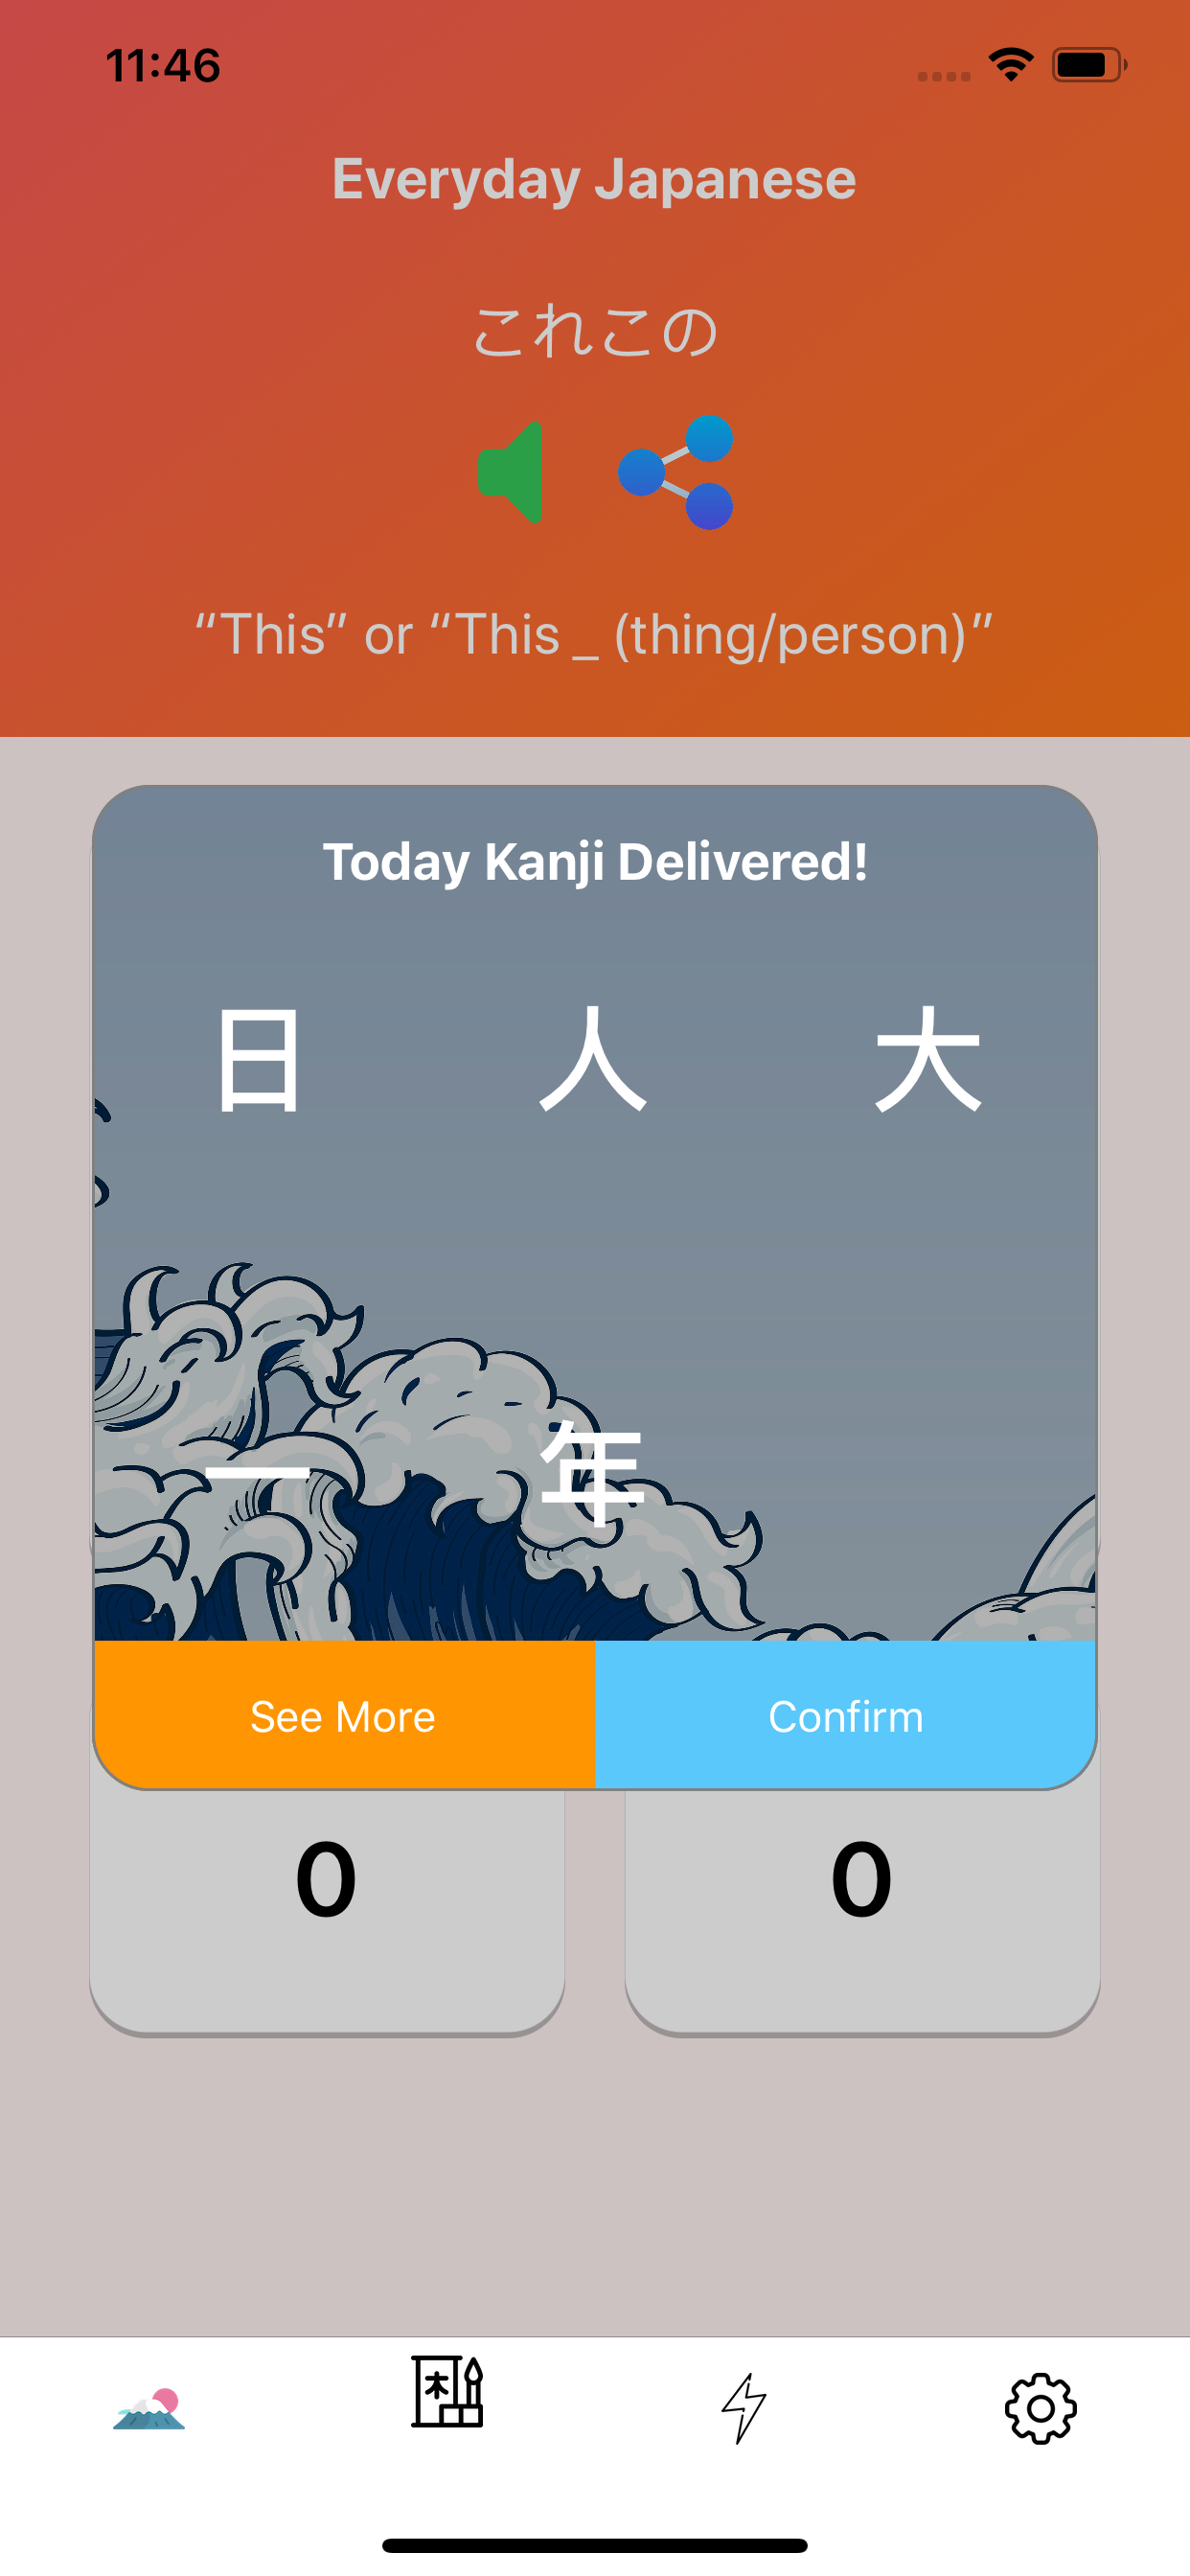 11:46
Everyday Japanese
これこの
“This” or “This _ (thing/person)”
Today Kanji Delivered!
日 人 大
一 年
See More Confirm
0 0